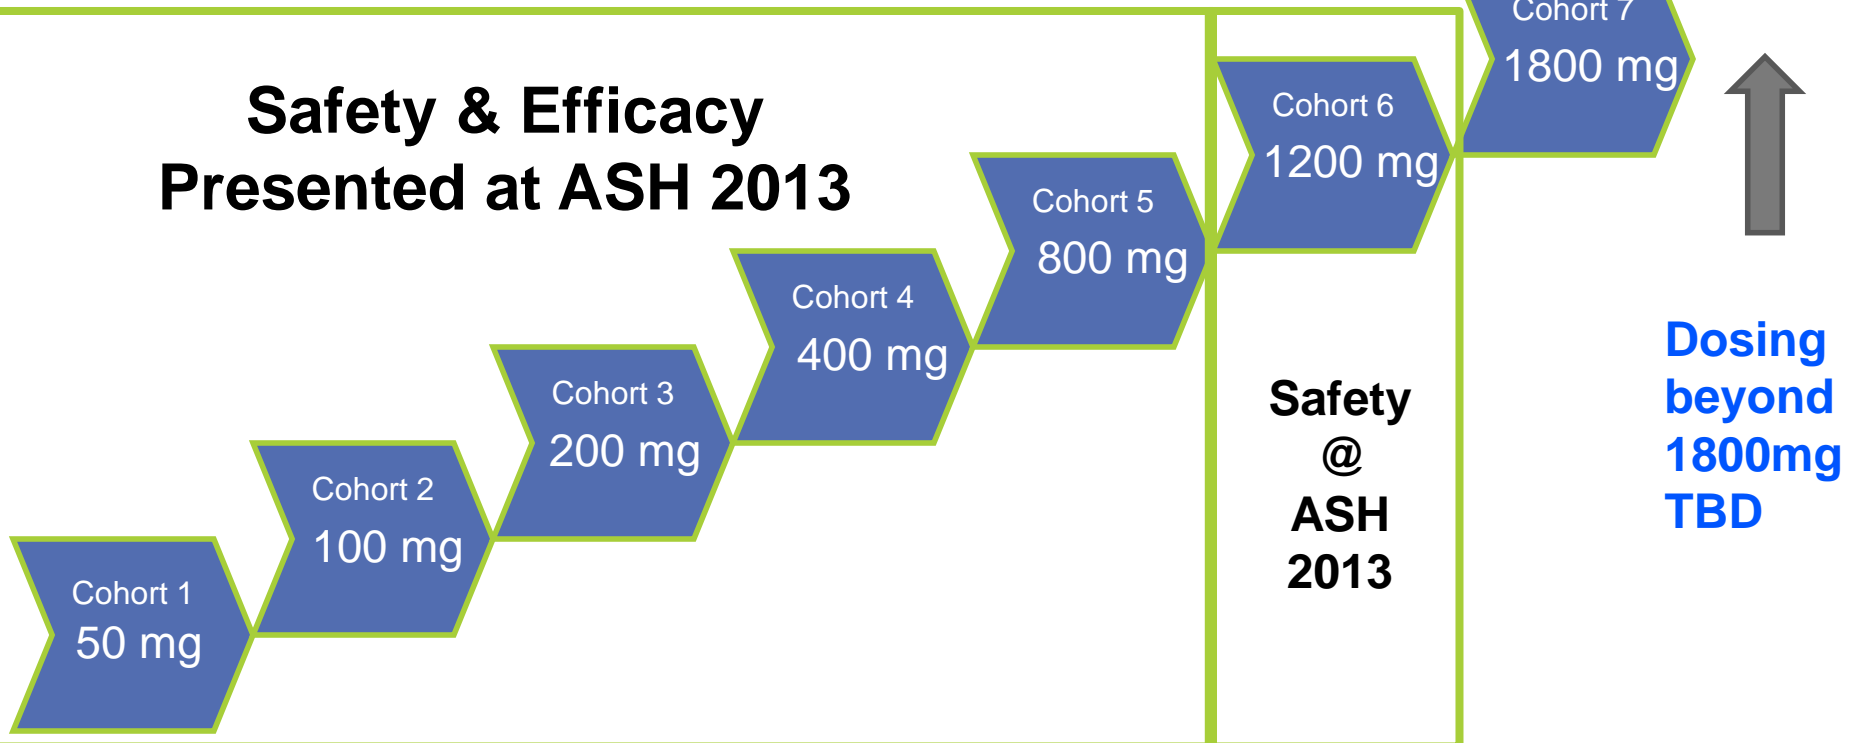 Safety & Efficacy
Presented at ASH 2013
Cohort 1
50 mg
Cohort 2
100 mg
Cohort 3
200 mg
Cohort 4
400 mg
Cohort 5
800 mg
Cohort 6
1200 mg
Safety
@
ASH
2013
Cohort 7
1800 mg
Dosing
beyond
1800mg
TBD